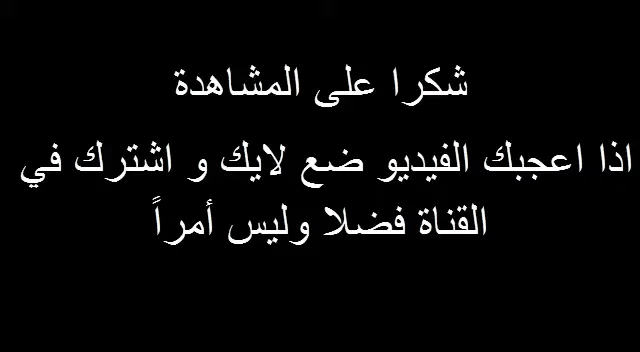 شكرا على المشاهدة
اذا اعجبك الفيديو ضع لايك و اشترك في
القناة فضلا وليس أمراً